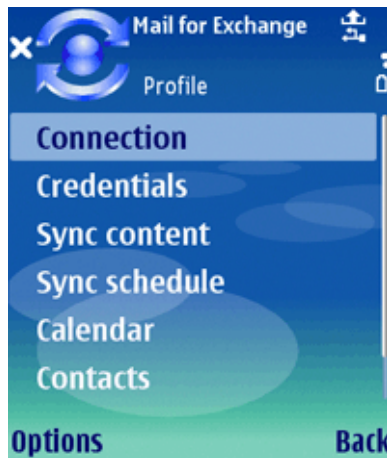 Mail for Exchange
Profile
Connection
Credentials
Sync content
Sync schedule
Calendar
Contacts
Options Back